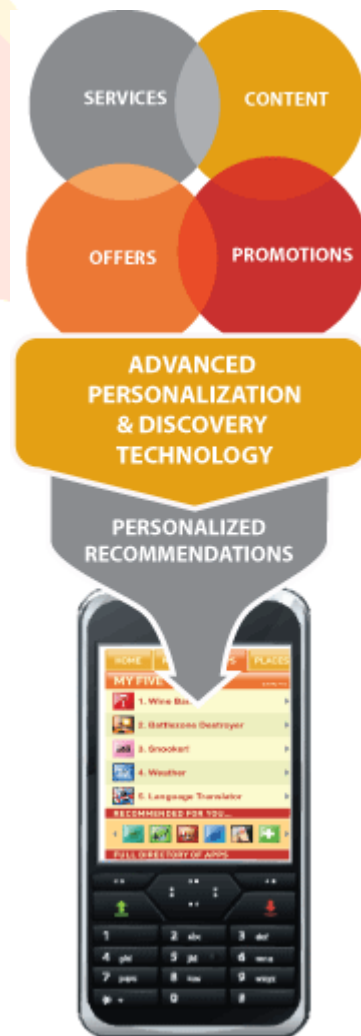 SERVICES
CONTENT
OFFERS
PROMOTIONS
ADVANCED
PERSONALIZATION
& DISCOVERY
TECHNOLOGY
PERSONALIZED
RECOMMENDATIONS
HOME
PLACES
MY FIVE
1. Wine
2. Battlezone Destroyer
3. Snooker!
4. Weather
5. Language Translator
RECOMMENDED FOR YOU...
FULL DIRECTORY OF APPS
1 2 abc 3 def
4 ghi 5 jkl 6 mno
7 pqrs 8 tuv 9 wxyz
* + 0 #